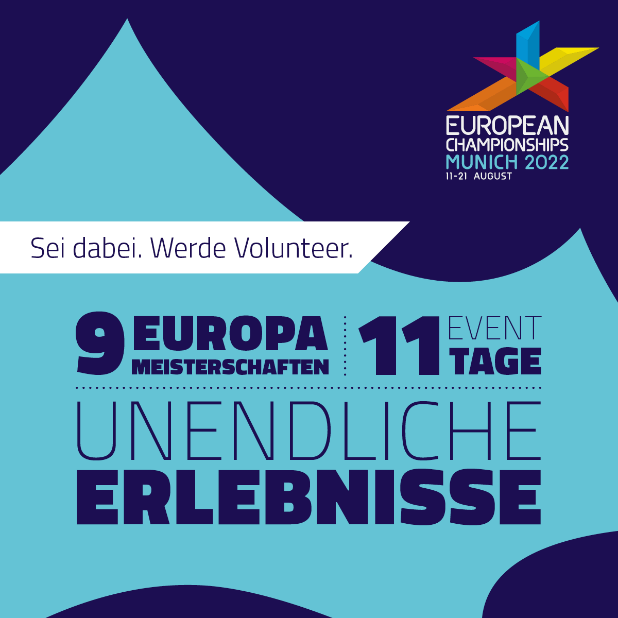 EUROPEAN
CHAMPIONSHIPS
MUNICH 2022
11-21 AUGUST
Sei dabei. Werde Volunteer.
9 EUROPA
MEISTERSCHAFTEN
11 EVENT
TAGE
UNENDLICHE
ERLEBNISSE